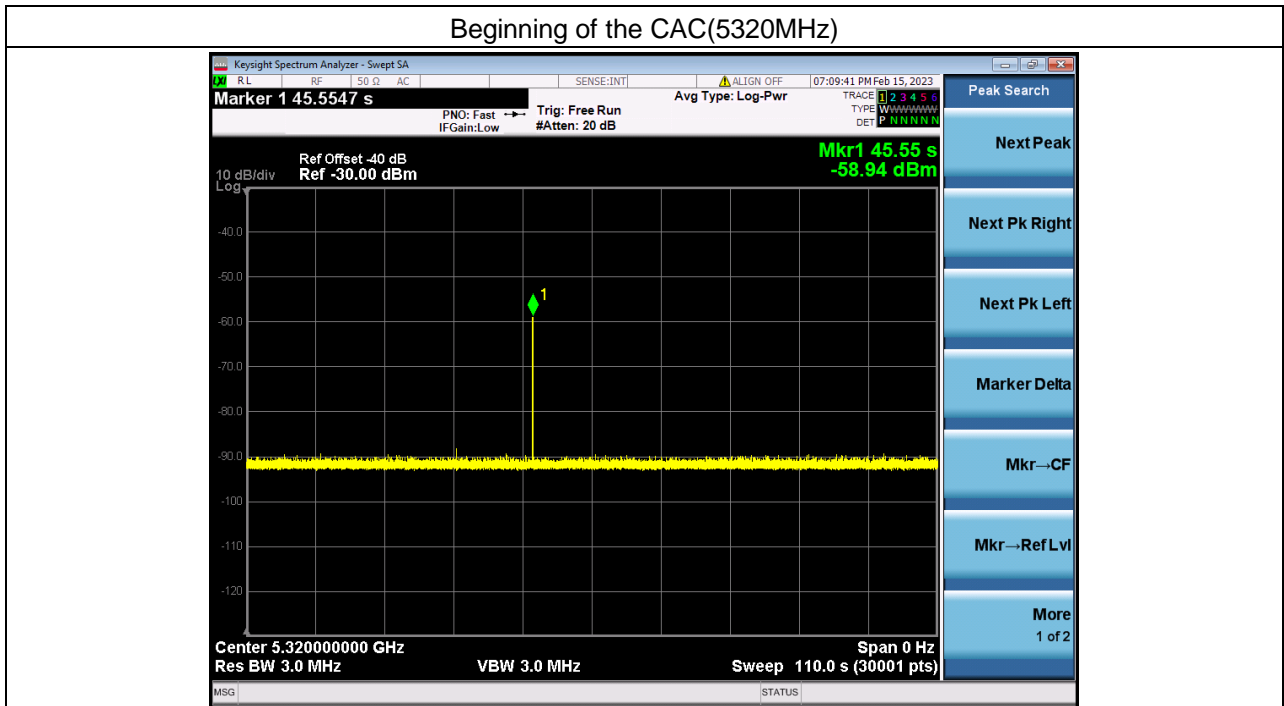 Beginning of the CAC(5320MHz)
Keysight Spectrum Analyzer - Swept SA
LXI RL RF 50 Ω AC SENSE:INT ALIGN OFF 07:09:41 PM Feb 15, 2023
Marker 1 45.5547 s
PNO: Fast
IFGain:Low
Trig: Free Run
#Atten: 20 dB
Avg Type: Log-Pwr
TRACE 1 2 3 4 5 6
TYPE WWWWWW
DET P N N N N N
Peak Search
Mkr1 45.55 s
-58.94 dBm
Ref Offset -40 dB
10 dB/div Ref -30.00 dBm
Log
-40.0
-50.0
-60.0
-70.0
-80.0
-90.0
-100
-110
-120
1
Center 5.320000000 GHz Span 0 Hz
Res BW 3.0 MHz VBW 3.0 MHz Sweep 110.0 s (30001 pts)
MSG STATUS
Next Peak
Next Pk Right
Next Pk Left
Marker Delta
Mkr→CF
Mkr→Ref Lvl
More
1 of 2